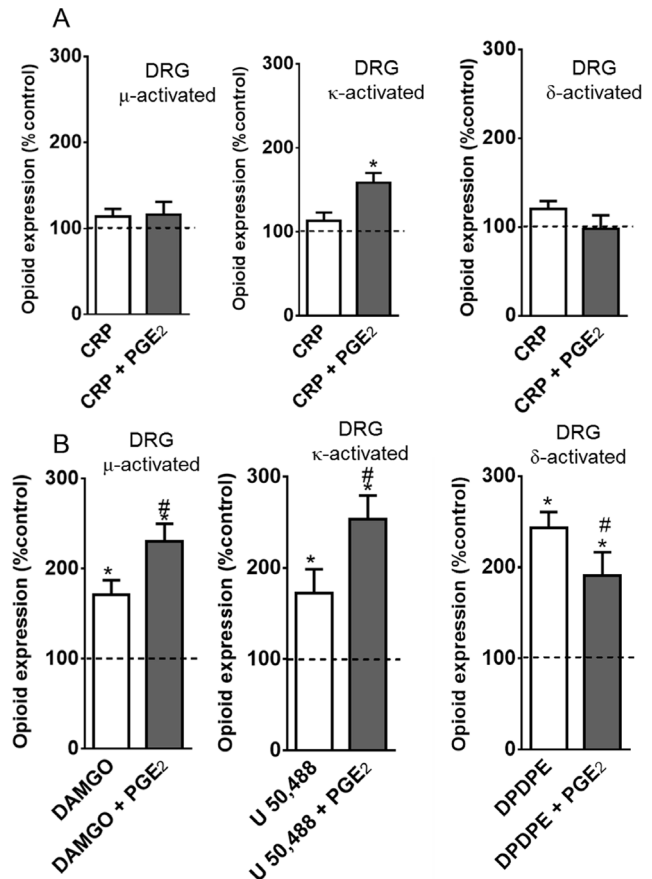 A
Opioid expression (%control)
300
200
100
0
DRG
μ-activated
CRP
CRP + PGE2
Opioid expression (%control)
300
200
100
0
DRG
κ-activated
*
CRP
CRP + PGE2
Opioid expression (%control)
300
200
100
0
DRG
δ-activated
CRP
CRP + PGE2
B
Opioid expression (%control)
300
200
100
0
DRG
μ-activated
*
#
*
DAMGO
DAMGO + PGE2
Opioid expression (%control)
300
200
100
0
DRG
κ-activated
*
#
*
U 50,488
U 50,488 + PGE2
Opioid expression (%control)
300
200
100
0
DRG
δ-activated
*
#
*
DPDPE
DPDPE + PGE2